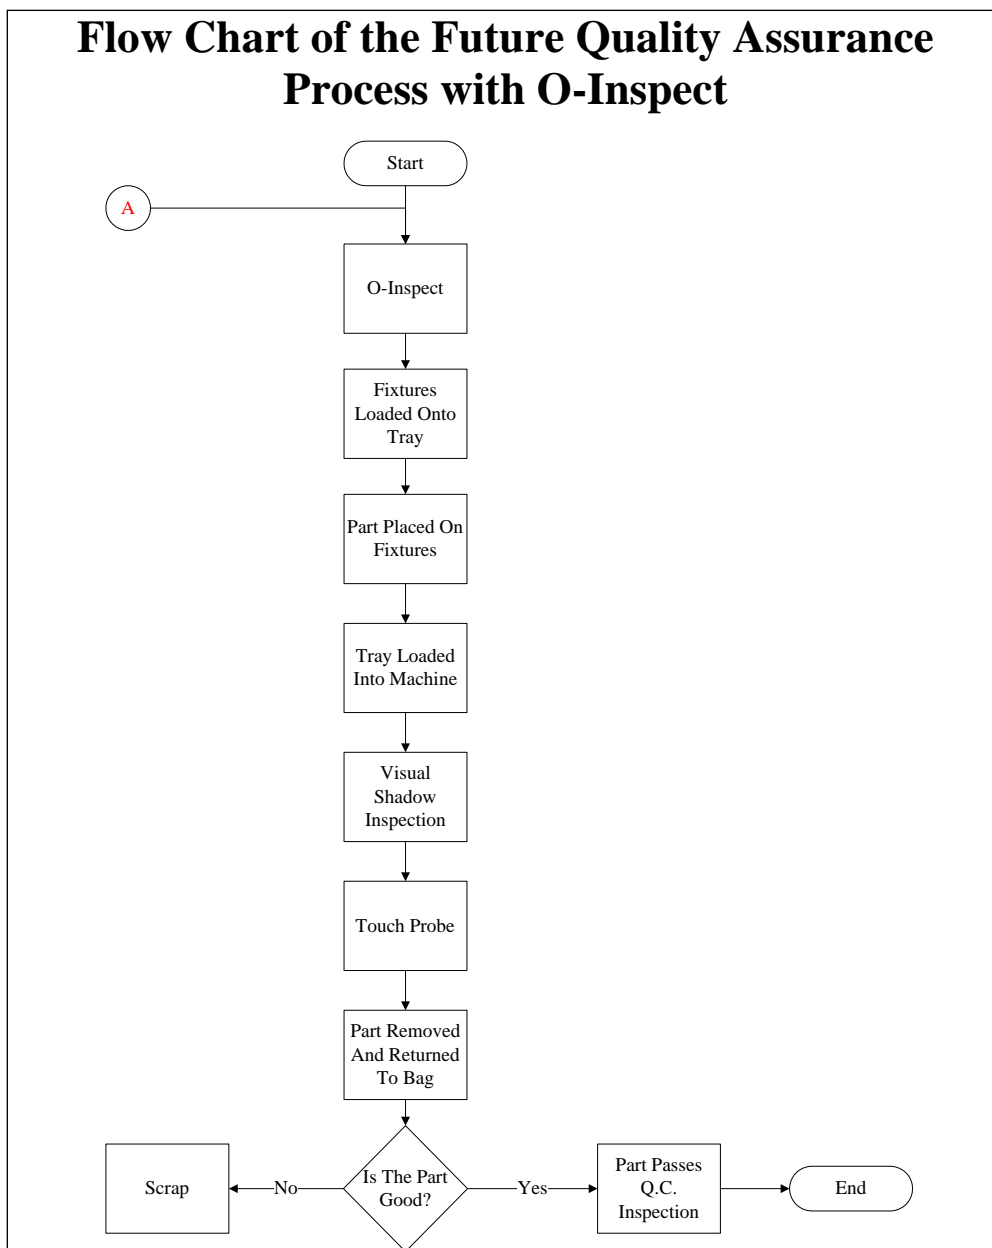 Flow Chart of the Future Quality Assurance
Process with O-Inspect
Start
A
O-Inspect
Fixtures
Loaded Onto
Tray
Part Placed On
Fixtures
Tray Loaded
Into Machine
Visual
Shadow
Inspection
Touch Probe
Part Removed
And Returned
To Bag
Is The Part
Good?
No
Scrap
Yes
Part Passes
Q.C.
Inspection
End